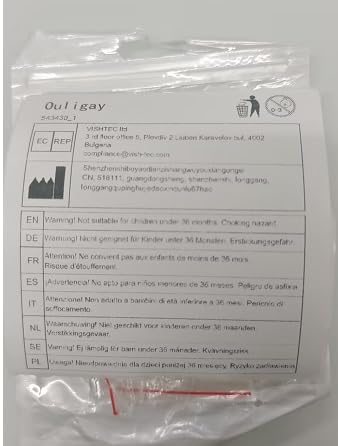 Ouligay
543430_1
EC REP
VISHTEC ltd
3 rd floor office 5, Plovdiv 2 Liuben Karavelov bul, 4002
Bulgaria
compliance@vish-tec.com
CN, 518111, guangdongsheng, shenzhenshi, longgang,
EN Warning! Not suitable for children under 36 months. Choking hazard!
DE Warnung! Nicht geeignet für Kinder unter 36 Monaten. Erstickungsgefahr.
FR Attention! Ne convient pas aux enfants de moins de 36 mois.
Risque d'étouffement.
ES ¡Advertencia! No apto para niños menores de 36 meses. Peligro de asfixia
IT Attenzione! Non adatto a bambini di età inferiore a 36 mesi. Pericolo di
soffocamento.
NL Waarschuwing! Niet geschikt voor kinderen onder 36 maanden.
Verstikkingsgevaar.
SE Varning! Ej lämplig för barn under 36 månader. Kvävningsrisk.
PL Uwaga! Nieodpowiednie dla dzieci poniżej 36 miesięcy. Ryzyko zadławienia